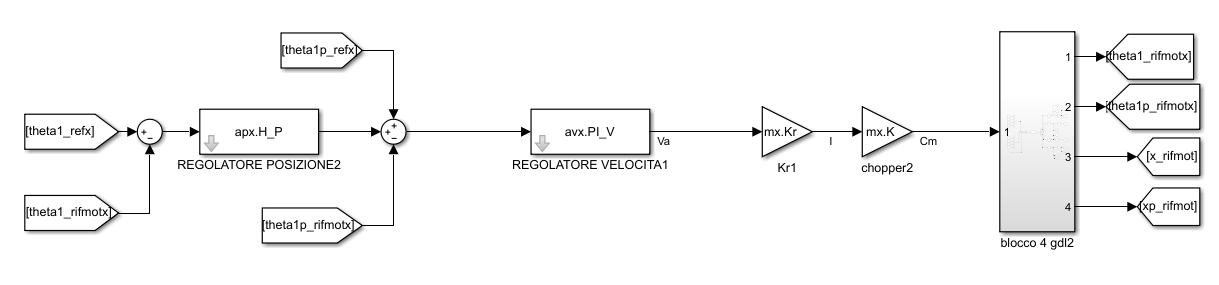 [theta1p_refx]
[theta1_refx]
+
−
apx.H_P
REGOLATORE POSIZIONE2
+
+
−
avx.PI_V
REGOLATORE VELOCITA1
Va
mx.Kr
Kr1
I
mx.K
chopper2
Cm
1
1
2
3
4
blocco 4 gdl2
[theta1_rifmotx]
[theta1p_rifmotx]
[x_rifmot]
[xp_rifmot]
[theta1_rifmotx]
[theta1p_rifmotx]